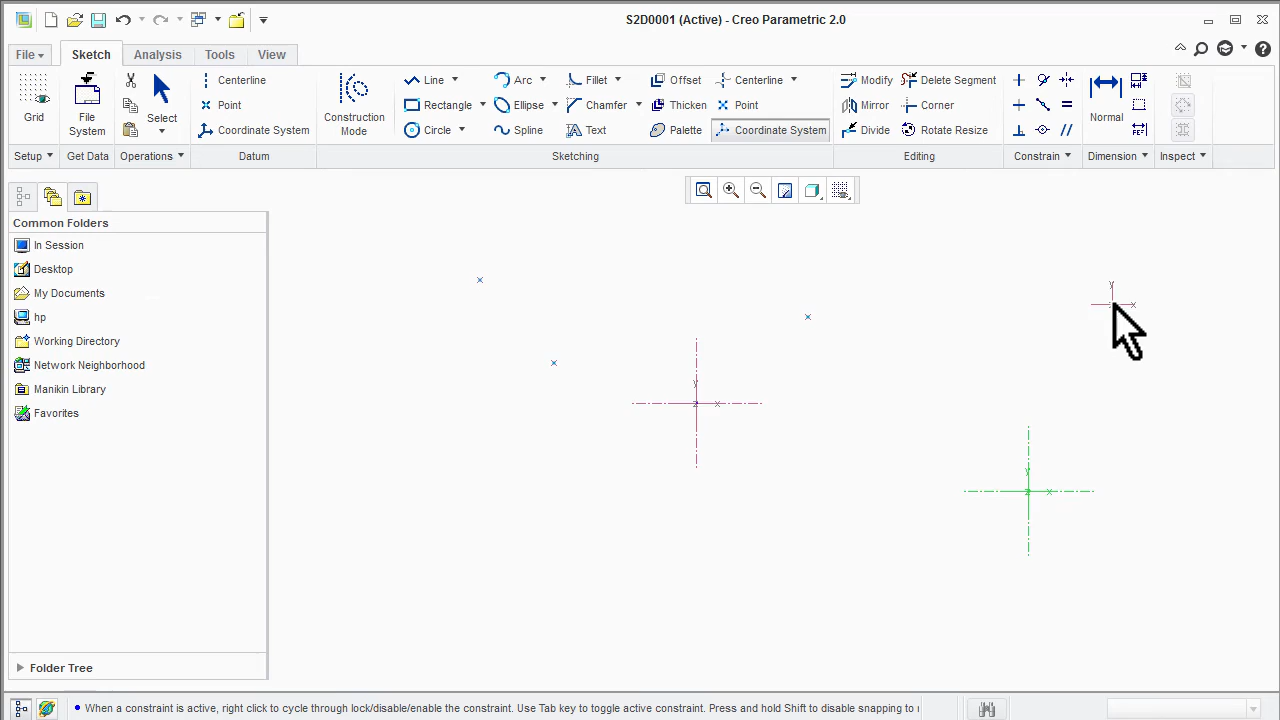 S2D0001 (Active) - Creo Parametric 2.0
File Sketch Analysis Tools View
Grid
File System
Select
Centerline
Point
Coordinate System
Construction Mode
Line Arc Fillet Offset Centerline
Rectangle Ellipse Chamfer Thicken Point
Circle Spline Text Palette Coordinate System
Modify Delete Segment
Mirror Corner
Divide Rotate Resize
Normal
Setup Get Data Operations Datum Sketching Editing Constrain Dimension Inspect
Common Folders
In Session
Desktop
My Documents
hp
Working Directory
Network Neighborhood
Manikin Library
Favorites
Folder Tree
y
x
y
z x
y
z x
When a constraint is active, right click to cycle through lock/disable/enable the constraint. Use Tab key to toggle active constraint. Press and hold Shift to disable snapping to